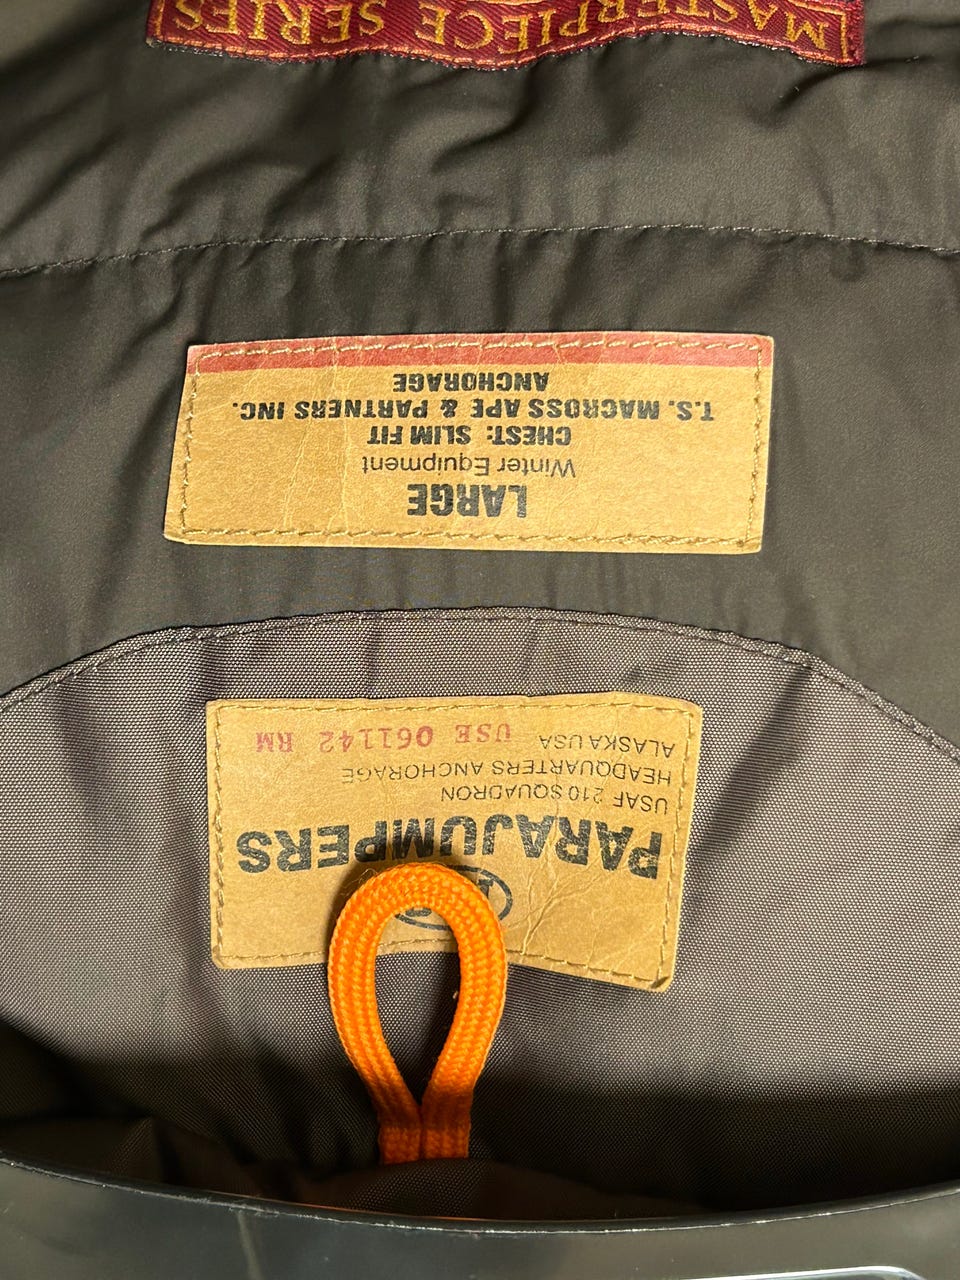 PARAJUMPERS
USAF 210 SQUADRON
HEADQUARTERS ANCHORAGE
ALASKA USA USE 061142 RM
LARGE
Winter Equipment
CHEST: SLIM FIT
T.S. MACROSS APE & PARTNERS INC.
ANCHORAGE
MASTERPIECE SERIES